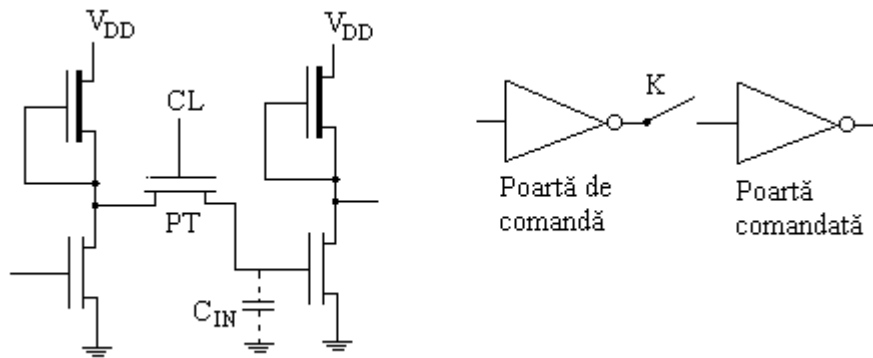 VDD
VDD
CL
K
PT
CIN
Poartă de
comandă
Poartă
comandată